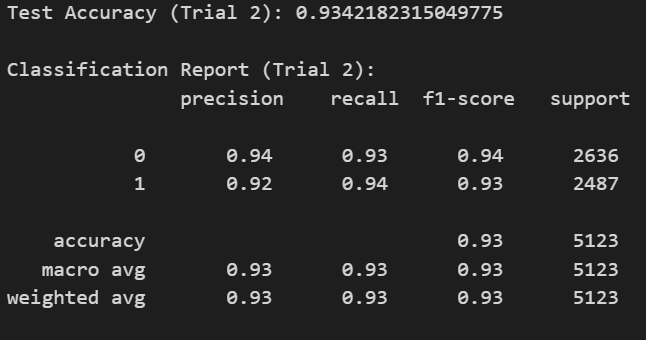 Test Accuracy (Trial 2): 0.9342182315049775
Classification Report (Trial 2):
precision recall f1-score support
0 0.94 0.93 0.94 2636
1 0.92 0.94 0.93 2487
accuracy 0.93 5123
macro avg 0.93 0.93 0.93 5123
weighted avg 0.93 0.93 0.93 5123